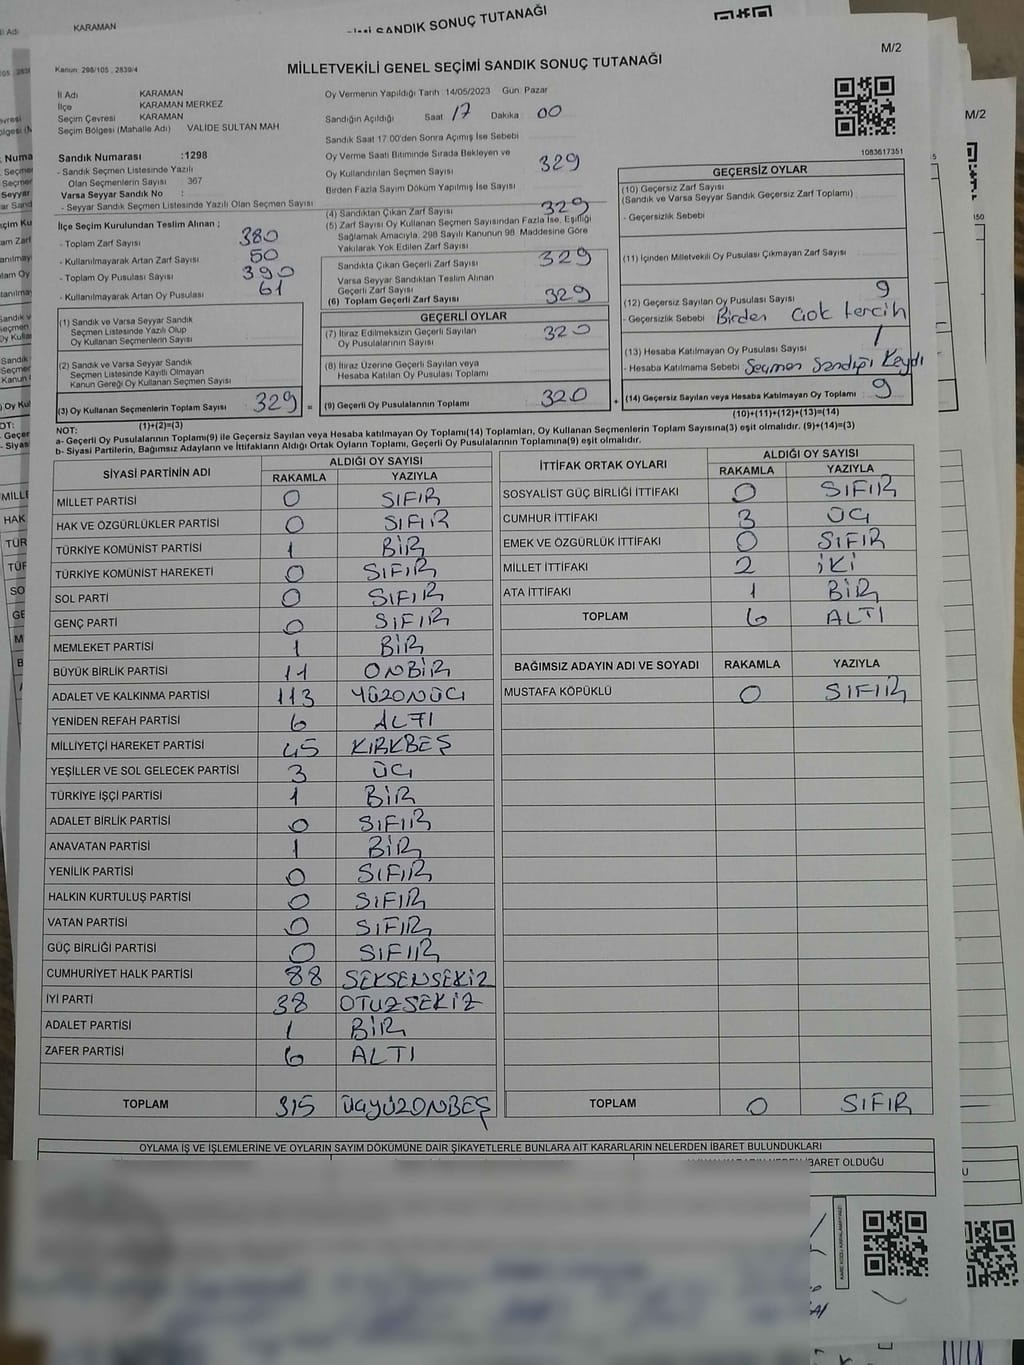 KARAMAN
SANDIK SONUÇ TUTANAĞI
M/2
Kanun: 298/105 , 2839/4
MİLLETVEKİLİ GENEL SEÇİMİ SANDIK SONUÇ TUTANAĞI
İl Adı KARAMAN
İlçe KARAMAN MERKEZ
Seçim Çevresi KARAMAN
Seçim Bölgesi (Mahalle Adı) VALİDE SULTAN MAH
Sandık Numarası :1298
- Sandık Seçmen Listesinde Yazılı
Olan Seçmenlerin Sayısı 367
Varsa Seyyar Sandık No :
- Seyyar Sandık Seçmen Listesinde Yazılı Olan Seçmen Sayısı
Oy Vermenin Yapıldığı Tarih :14/05/2023 Gün: Pazar
Sandığın Açıldığı Saat 17 Dakika 00
Sandık Saat 17:00'den Sonra Açımış İse Sebebi
Oy Verme Saati Bitiminde Sırada Bekleyen ve
Oy Kullandırılan Seçmen Sayısı 329
Birden Fazla Sayım Döküm Yapılmış İse Sayısı
1083617351
İlçe Seçim Kurulundan Teslim Alınan ;
- Toplam Zarf Sayısı 380
- Kullanılmayarak Artan Zarf Sayısı 50
- Toplam Oy Pusulası Sayısı 390
- Kullanılmayarak Artan Oy Pusulası 61
(4) Sandıktan Çıkan Zarf Sayısı 329
(5) Zarf Sayısı Oy Kullanan Seçmen Sayısından Fazla İse, Eşitliği
Sağlamak Amacıyla, 298 Sayılı Kanunun 98. Maddesine Göre
Yakılarak Yok Edilen Zarf Sayısı
Sandıkta Çıkan Geçerli Zarf Sayısı 329
Varsa Seyyar Sandıktan Teslim Alınan
Geçerli Zarf Sayısı
(6) Toplam Geçerli Zarf Sayısı 329
GEÇERSİZ OYLAR
(10) Geçersiz Zarf Sayısı
(Sandık ve Varsa Seyyar Sandık Geçersiz Zarf Toplamı)
- Geçersizlik Sebebi
(11) İçinden Milletvekili Oy Pusulası Çıkmayan Zarf Sayısı
(12) Geçersiz Sayılan Oy Pusulası Sayısı 9
- Geçersizlik Sebebi Birden Çok tercih
(13) Hesaba Katılmayan Oy Pusulası Sayısı
- Hesaba Katılmama Sebebi Seçmen Sandığı Kaydı
(14) Geçersiz Sayılan veya Hesaba Katılmayan Oy Toplamı 9
(10)+(11)+(12)+(13)=(14)
(1) Sandık ve Varsa Seyyar Sandık
Seçmen Listesinde Yazılı Olup
Oy Kullanan Seçmenlerin Sayısı
(2) Sandık ve Varsa Seyyar Sandık
Seçmen Listesinde Kayıtlı Olmayan
Kanun Gereği Oy Kullanan Seçmen Sayısı
(3) Oy Kullanan Seçmenlerin Toplam Sayısı 329 =
(1)+(2)=(3)
GEÇERLİ OYLAR
(7) İtiraz Edilmeksizin Geçerli Sayılan
Oy Pusulalarının Sayısı 320
(8) İtiraz Üzerine Geçerli Sayılan veya
Hesaba Katılan Oy Pusulası Toplamı
(9) Geçerli Oy Pusulalarının Toplamı 320 +
NOT:
a- Geçerli Oy Pusulalarının Toplamı(9) ile Geçersiz Sayılan veya Hesaba katılmayan Oy Toplamı(14) Toplamları, Oy Kullanan Seçmenlerin Toplam Sayısına(3) eşit olmalıdır. (9)+(14)=(3)
b- Siyasi Partilerin, Bağımsız Adayların ve İttifakların Aldığı Ortak Oyların Toplamı, Geçerli Oy Pusulalarının Toplamına(9) eşit olmalıdır.
SİYASİ PARTİNİN ADI ALDIĞI OY SAYISI
RAKAMLA YAZIYLA
MİLLET PARTİSİ 0 SIFIR
HAK VE ÖZGÜRLÜKLER PARTİSİ 0 SIFIR
TÜRKİYE KOMÜNİST PARTİSİ 1 BİR
TÜRKİYE KOMÜNİST HAREKETİ 0 SIFIR
SOL PARTİ 0 SIFIR
GENÇ PARTİ 0 SIFIR
MEMLEKET PARTİSİ 1 BİR
BÜYÜK BİRLİK PARTİSİ 11 ONBİR
ADALET VE KALKINMA PARTİSİ 113 YÜZONÜÇ
YENİDEN REFAH PARTİSİ 6 ALTI
MİLLİYETÇİ HAREKET PARTİSİ 45 KIRKBEŞ
YEŞİLLER VE SOL GELECEK PARTİSİ 3 ÜÇ
TÜRKİYE İŞÇİ PARTİSİ 1 BİR
ADALET BİRLİK PARTİSİ 0 SIFIR
ANAVATAN PARTİSİ 1 BİR
YENİLİK PARTİSİ 0 SIFIR
HALKIN KURTULUŞ PARTİSİ 0 SIFIR
VATAN PARTİSİ 0 SIFIR
GÜÇ BİRLİĞİ PARTİSİ 0 SIFIR
CUMHURİYET HALK PARTİSİ 88 SEKSENSEKİZ
İYİ PARTİ 38 OTUZSEKİZ
ADALET PARTİSİ 1 BİR
ZAFER PARTİSİ 6 ALTI
TOPLAM 315 ÜÇYÜZONBEŞ
İTTİFAK ORTAK OYLARI ALDIĞI OY SAYISI
RAKAMLA YAZIYLA
SOSYALİST GÜÇ BİRLİĞİ İTTİFAKI 0 SIFIR
CUMHUR İTTİFAKI 3 ÜÇ
EMEK VE ÖZGÜRLÜK İTTİFAKI 0 SIFIR
MİLLET İTTİFAKI 2 İKİ
ATA İTTİFAKI 1 BİR
TOPLAM 6 ALTI
BAĞIMSIZ ADAYIN ADI VE SOYADI RAKAMLA YAZIYLA
MUSTAFA KÖPÜKLÜ 0 SIFIR
TOPLAM 0 SIFIR
OYLAMA İŞ VE İŞLEMLERİNE VE OYLARIN SAYIM DÖKÜMÜNE DAİR ŞİKAYETLERLE BUNLARA AİT KARARLARIN NELERDEN İBARET BULUNDUKLARI
İBARET OLDUĞU
M/2